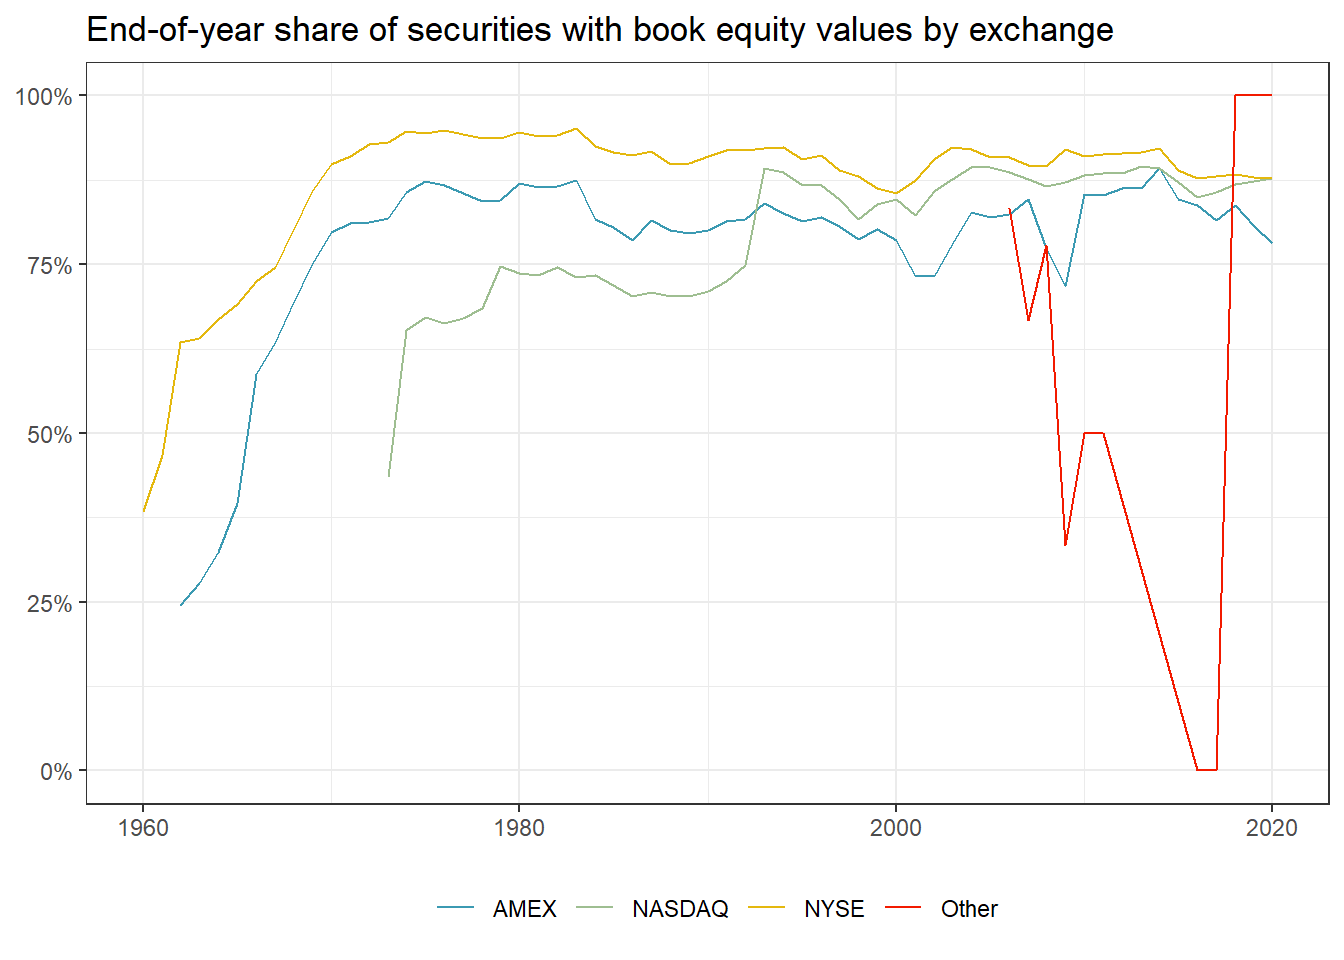 End-of-year share of securities with book equity values by exchange
100%
75%
50%
25%
0%
1960 1980 2000 2020
AMEX NASDAQ NYSE Other